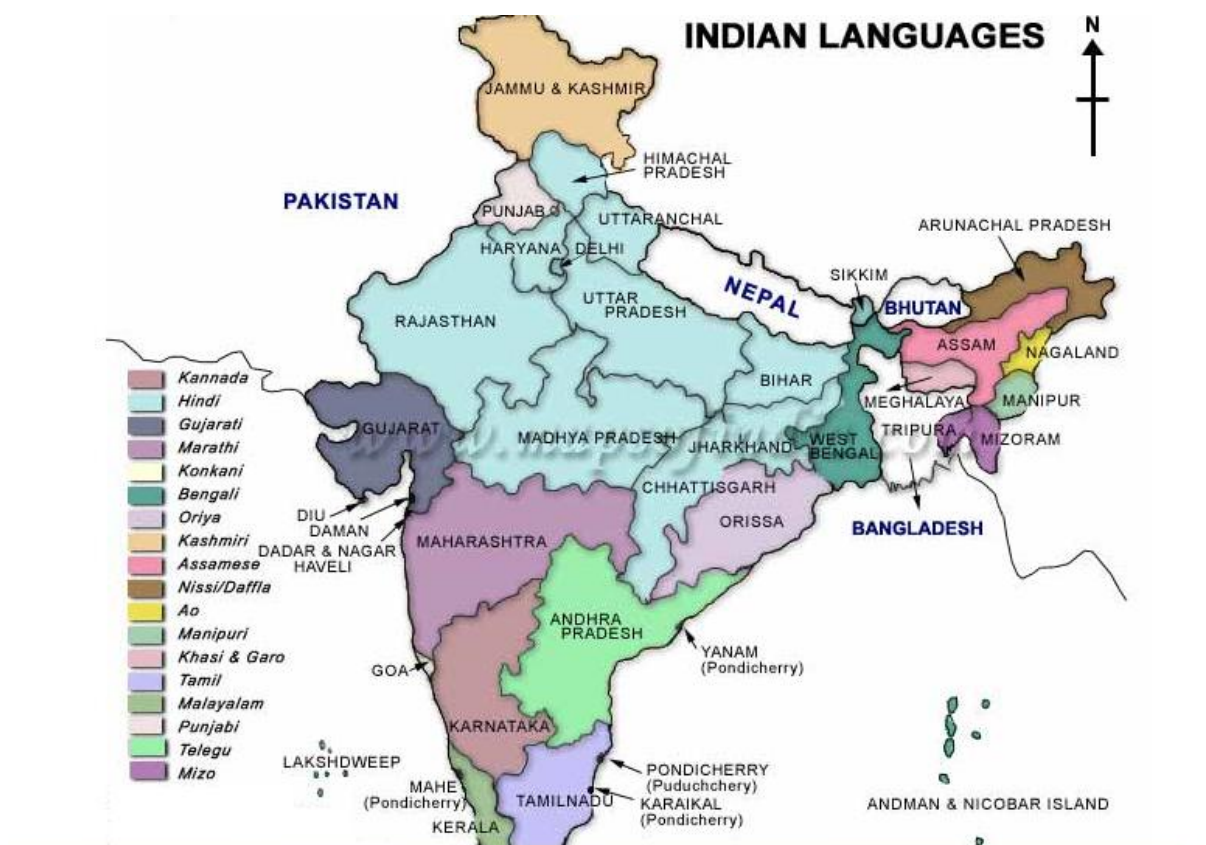 INDIAN LANGUAGES
N
JAMMU & KASHMIR
HIMACHAL
PRADESH
PAKISTAN
PUNJAB
UTTARANCHAL
ARUNACHAL PRADESH
HARYANA
DELHI
SIKKIM
NEPAL
BHUTAN
UTTAR
PRADESH
RAJASTHAN
ASSAM
NAGALAND
BIHAR
MEGHALAYA
MANIPUR
GUJARAT
MADHYA PRADESH
JHARKHAND
WEST
BENGAL
TRIPURA
MIZORAM
CHHATTISGARH
DIU
DAMAN
DADAR & NAGAR
HAVELI
MAHARASHTRA
ORISSA
BANGLADESH
ANDHRA
PRADESH
YANAM
(Pondicherry)
GOA
KARNATAKA
LAKSHDWEEP
MAHE
(Pondicherry)
PONDICHERRY
(Puduchchery)
TAMILNADU
KARAIKAL
(Pondicherry)
KERALA
ANDMAN & NICOBAR ISLAND
Kannada
Hindi
Gujarati
Marathi
Konkani
Bengali
Oriya
Kashmiri
Assamese
Nissi/Daffla
Ao
Manipuri
Khasi & Garo
Tamil
Malayalam
Punjabi
Telegu
Mizo